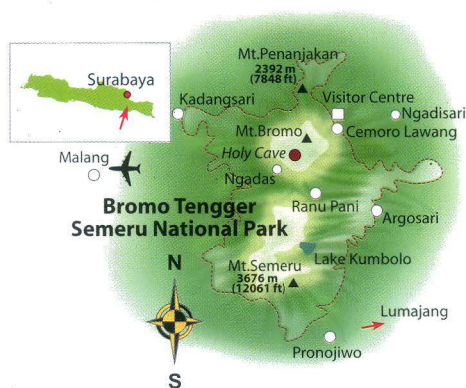 Mt.Penanjakan
2392 m
(7848 ft)
Surabaya
Kadangsari
Visitor Centre
Ngadisari
Mt.Bromo
Cemoro Lawang
Holy Cave
Malang
Ngadas
Ranu Pani
Bromo Tengger
Semeru National Park
Argosari
Lake Kumbolo
N
Mt.Semeru
3676 m
(12061 ft)
Lumajang
Pronojiwo
S